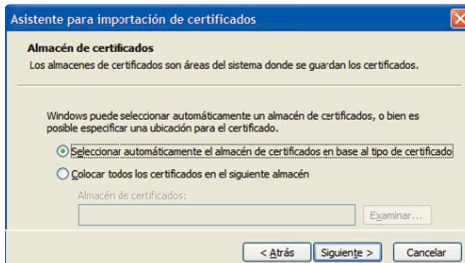 Asistente para importación de certificados
Almacén de certificados
Los almacenes de certificados son áreas del sistema donde se guardan los certificados.
Windows puede seleccionar automáticamente un almacén de certificados, o bien es
posible especificar una ubicación para el certificado.
Seleccionar automáticamente el almacén de certificados en base al tipo de certificado
Colocar todos los certificados en el siguiente almacén
Almacén de certificados:
Examinar...
< Atrás
Siguiente >
Cancelar